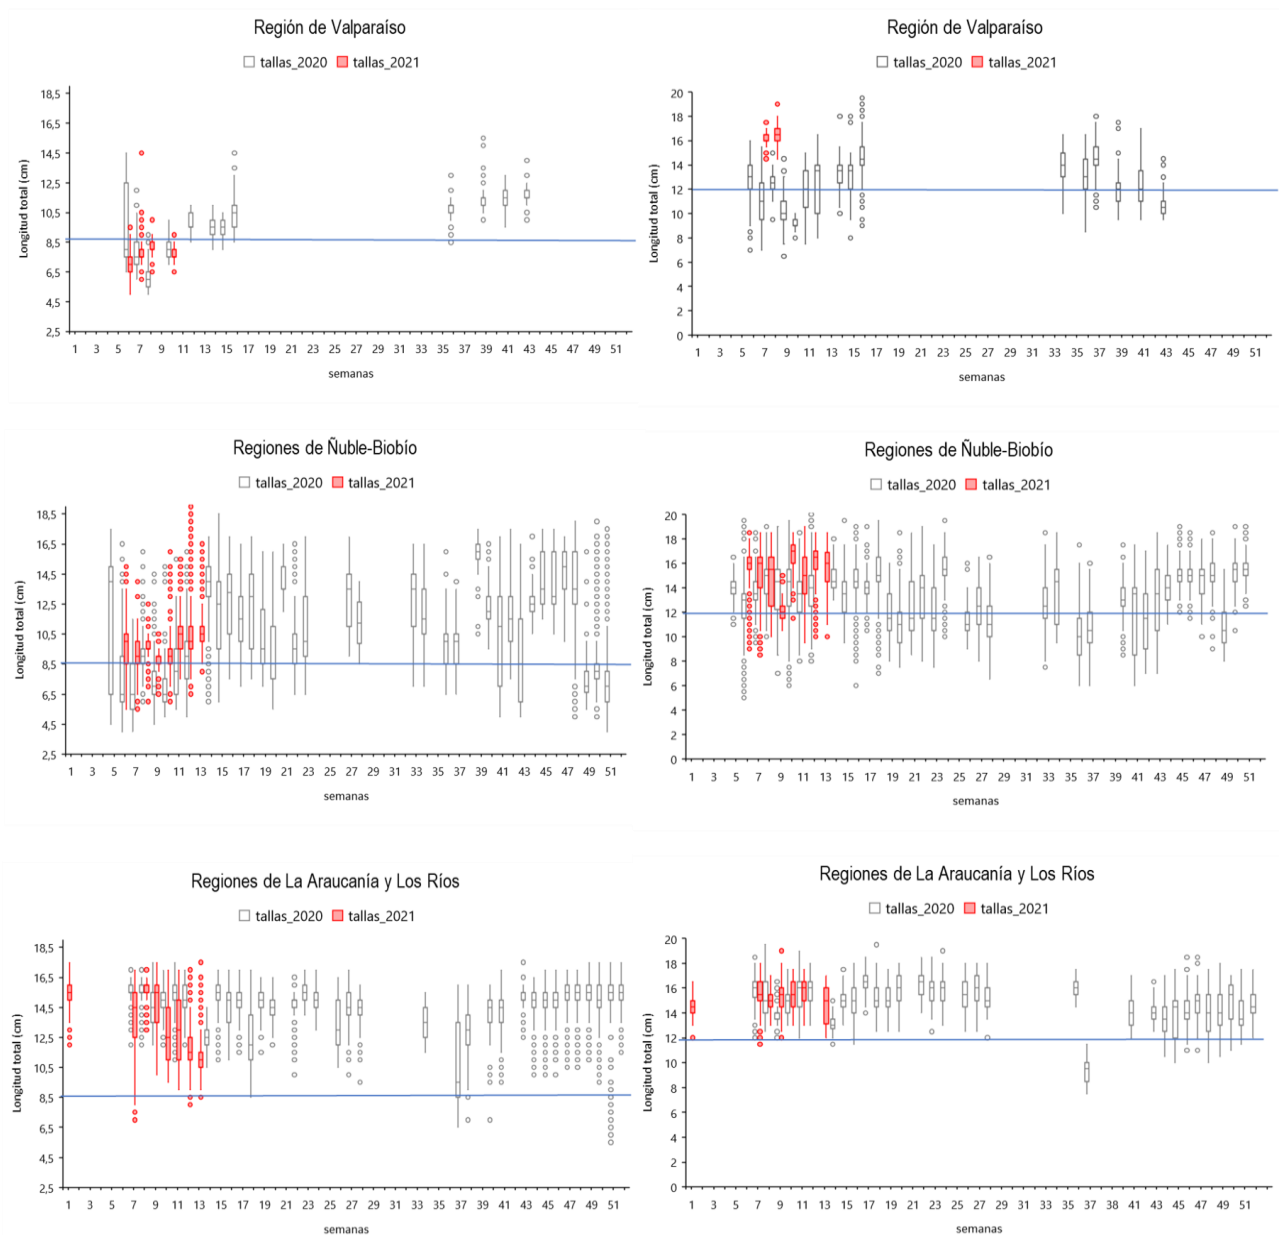 Región de Valparaíso
tallas_2020 tallas_2021
18,5
16,5
14,5
12,5
10,5
8,5
6,5
4,5
2,5
Longitud total (cm)
1 3 5 7 9 11 13 15 17 19 21 23 25 27 29 31 33 35 37 39 41 43 45 47 49 51
semanas
Región de Valparaíso
tallas_2020 tallas_2021
20
18
16
14
12
10
8
6
4
2
0
Longitud total (cm)
1 3 5 7 9 11 13 15 17 19 21 23 25 27 29 31 33 35 37 39 41 43 45 47 49 51
semanas
Regiones de Ñuble-Biobío
tallas_2020 tallas_2021
18,5
16,5
14,5
12,5
10,5
8,5
6,5
4,5
2,5
Longitud total (cm)
1 3 5 7 9 11 13 15 17 19 21 23 25 27 29 31 33 35 37 39 41 43 45 47 49 51
semanas
Regiones de Ñuble-Biobío
tallas_2020 tallas_2021
20
18
16
14
12
10
8
6
4
2
0
Longitud total (cm)
1 3 5 7 9 11 13 15 17 19 21 23 25 27 29 31 33 35 37 39 41 43 45 47 49 51
semanas
Regiones de La Araucanía y Los Ríos
tallas_2020 tallas_2021
18,5
16,5
14,5
12,5
10,5
8,5
6,5
4,5
2,5
Longitud total (cm)
1 3 5 7 9 11 13 15 17 19 21 23 25 27 29 31 33 35 37 39 41 43 45 47 49 51
semanas
Regiones de La Araucanía y Los Ríos
tallas_2020 tallas_2021
20
18
16
14
12
10
8
6
4
2
0
Longitud total (cm)
1 3 5 7 9 11 13 15 17 19 21 23 25 27 29 31 33 35 38 39 41 43 45 47 49 51
semanas